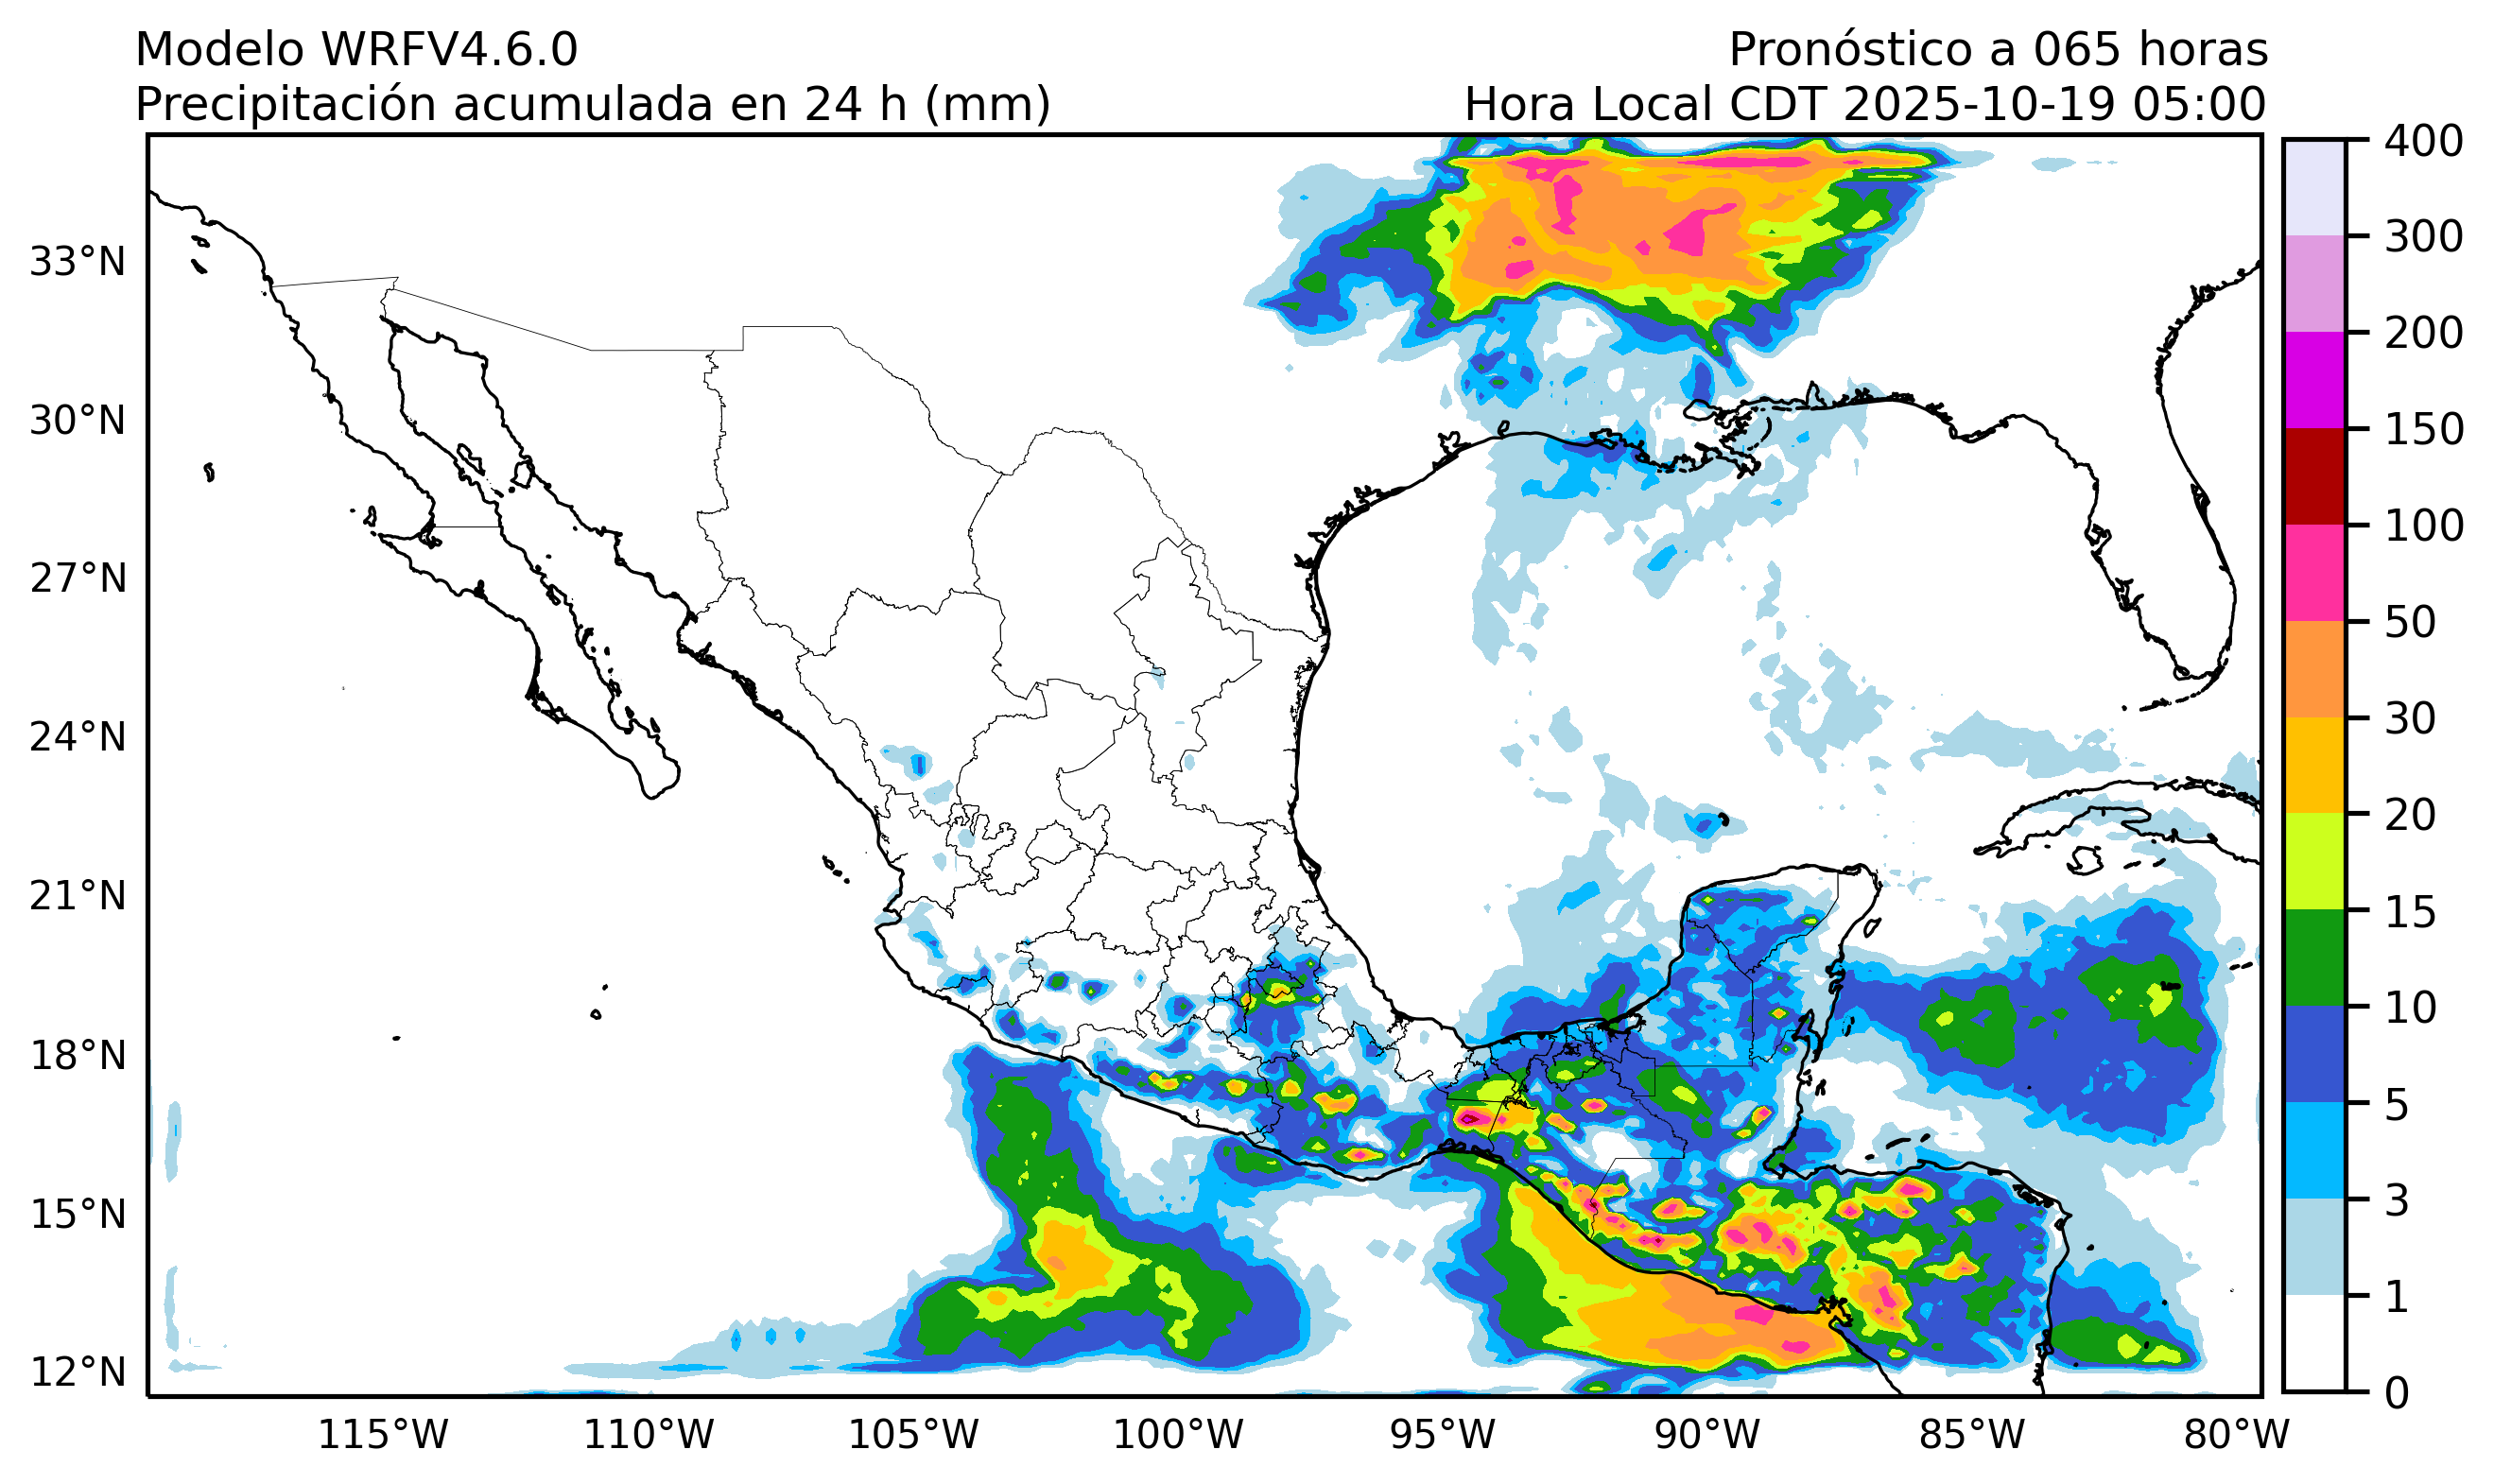 Modelo WRFV4.6.0
Pronóstico a 065 horas
Precipitación acumulada en 24 h (mm)
Hora Local CDT 2025-10-19 05:00
33°N
30°N
27°N
24°N
21°N
18°N
15°N
12°N
115°W
110°W
105°W
100°W
95°W
90°W
85°W
80°W
400
300
200
150
100
50
30
20
15
10
5
3
1
0